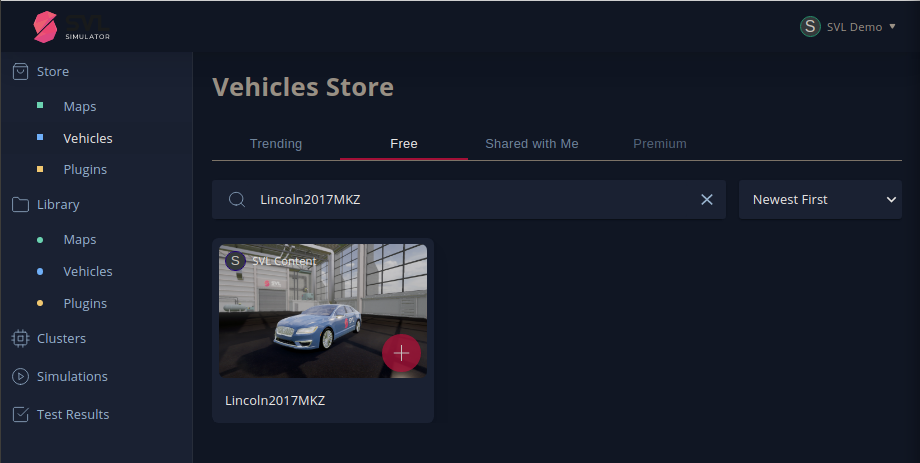 SVL
SIMULATOR
S SVL Demo
Store
Maps
Vehicles
Plugins
Library
Maps
Vehicles
Plugins
Clusters
Simulations
Test Results
Vehicles Store
Trending Free Shared with Me Premium
Lincoln2017MKZ
Newest First
S SVL Content
Lincoln2017MKZ